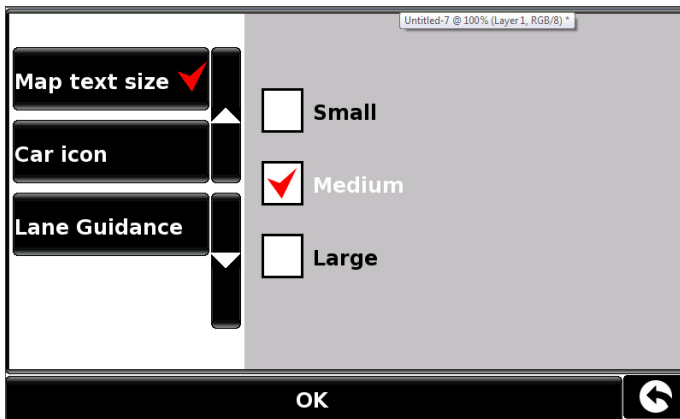 Untitled-7 @ 100% (Layer 1, RGB/8) *
Map text size
Car icon
Lane Guidance
Small
Medium
Large
OK